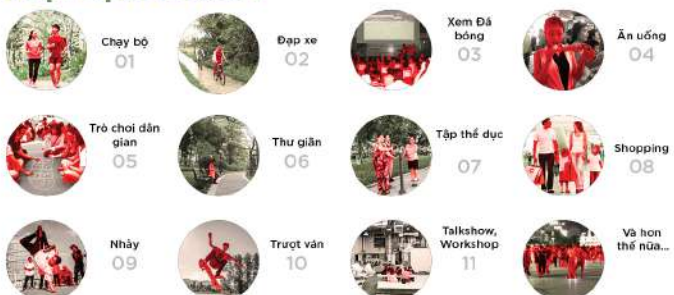 Chạy bộ
01
Đạp xe
02
Xem Đá
bóng
03
Ăn uống
04
Trò chơi dân
gian
05
Thư giãn
06
Tập thể dục
07
Shopping
08
Nhảy
09
Trượt ván
10
Talkshow,
Workshop
11
Và hơn
thế nữa...